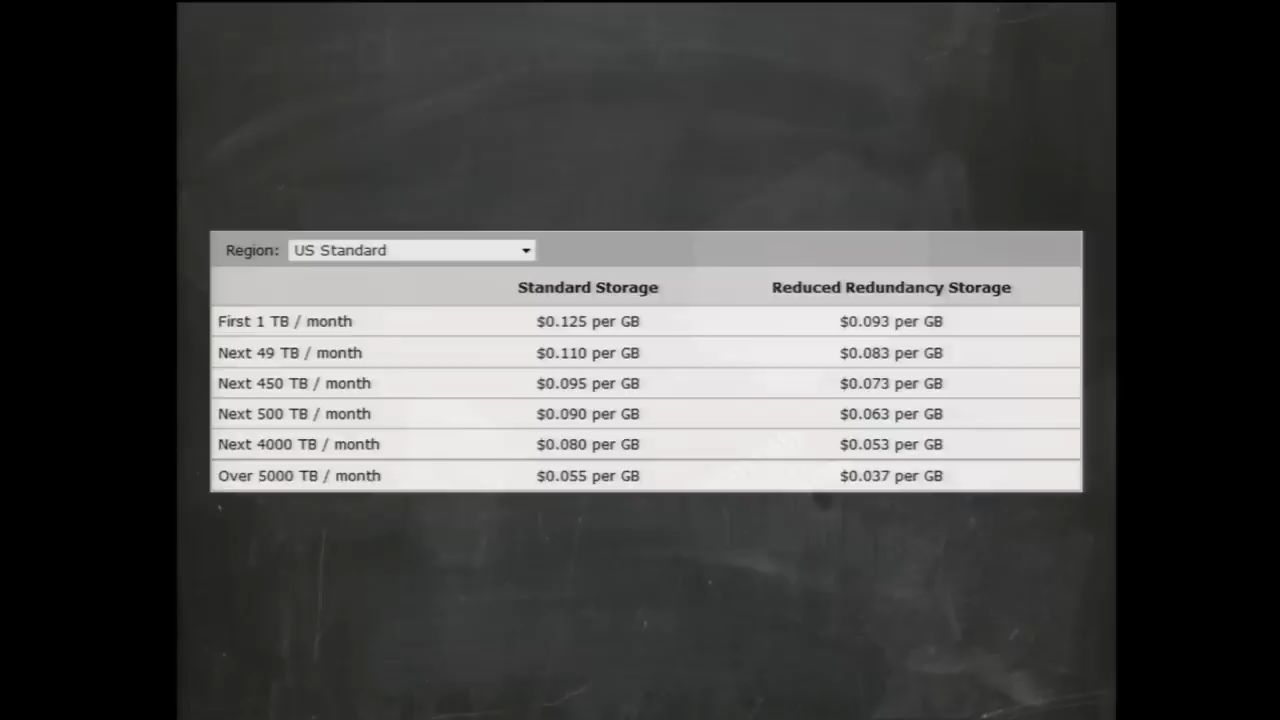 Region: US Standard
Standard Storage Reduced Redundancy Storage
First 1 TB / month $0.125 per GB $0.093 per GB
Next 49 TB / month $0.110 per GB $0.083 per GB
Next 450 TB / month $0.095 per GB $0.073 per GB
Next 500 TB / month $0.090 per GB $0.063 per GB
Next 4000 TB / month $0.080 per GB $0.053 per GB
Over 5000 TB / month $0.055 per GB $0.037 per GB